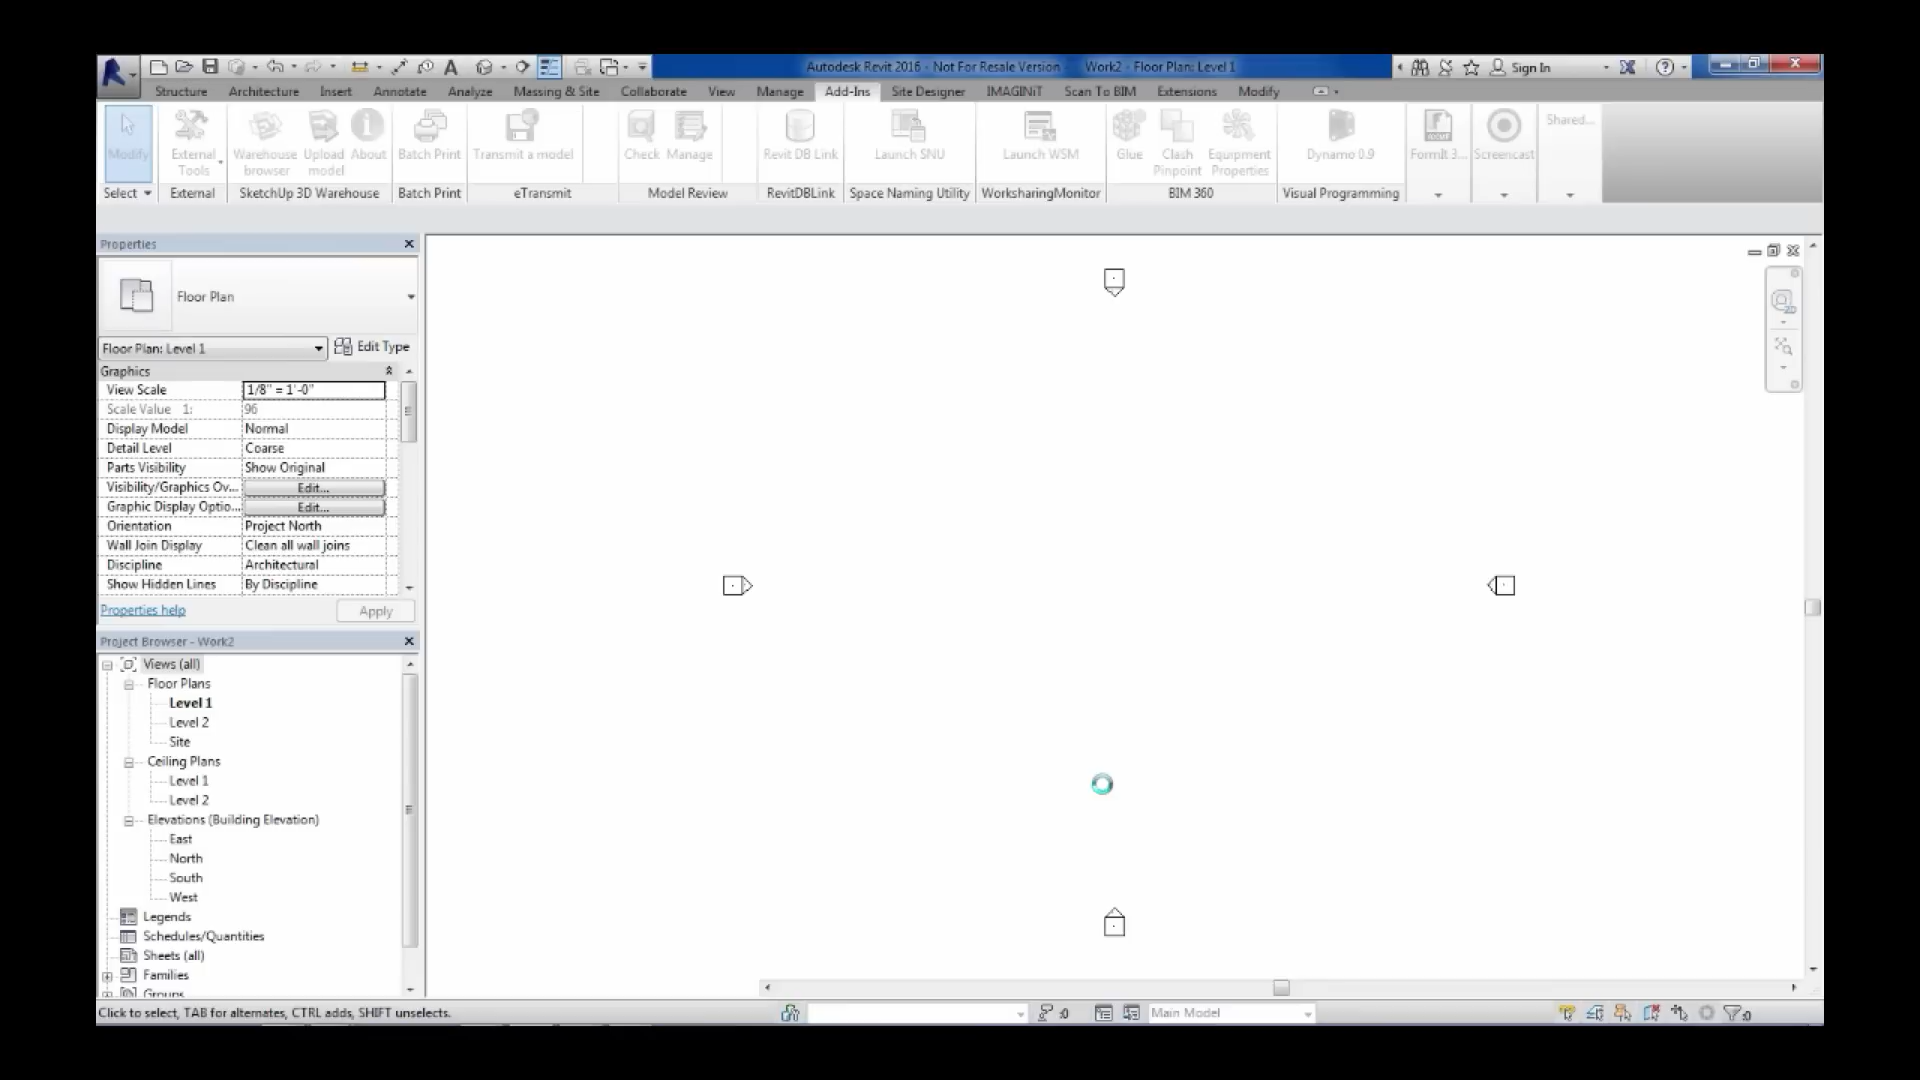 Autodesk Revit 2016 - Not For Resale Version    Work2 - Floor Plan: Level 1
Sign In
Structure Architecture Insert Annotate Analyze Massing & Site Collaborate View Manage Add-Ins Site Designer IMAGINiT Scan To BIM Extensions Modify
Modify
External Tools
Warehouse browser
Upload model
About
Batch Print
Transmit a model
Check
Manage
Revit DB Link
Launch SNU
Launch WSM
Glue
Clash Pinpoint
Equipment Properties
Dynamo 0.9
FormIt 3...
Screencast
Shared...
Select External SketchUp 3D Warehouse Batch Print eTransmit Model Review RevitDBLink Space Naming Utility WorksharingMonitor BIM 360 Visual Programming
Properties
Floor Plan
Floor Plan: Level 1 Edit Type
Graphics
View Scale 1/8" = 1'-0"
Scale Value 1: 96
Display Model Normal
Detail Level Coarse
Parts Visibility Show Original
Visibility/Graphics Ov... Edit...
Graphic Display Optio... Edit...
Orientation Project North
Wall Join Display Clean all wall joins
Discipline Architectural
Show Hidden Lines By Discipline
Properties help Apply
Project Browser - Work2
Views (all)
Floor Plans
Level 1
Level 2
Site
Ceiling Plans
Level 1
Level 2
Elevations (Building Elevation)
East
North
South
West
Legends
Schedules/Quantities
Sheets (all)
Families
Groups
Click to select, TAB for alternates, CTRL adds, SHIFT unselects. :0 Main Model :0